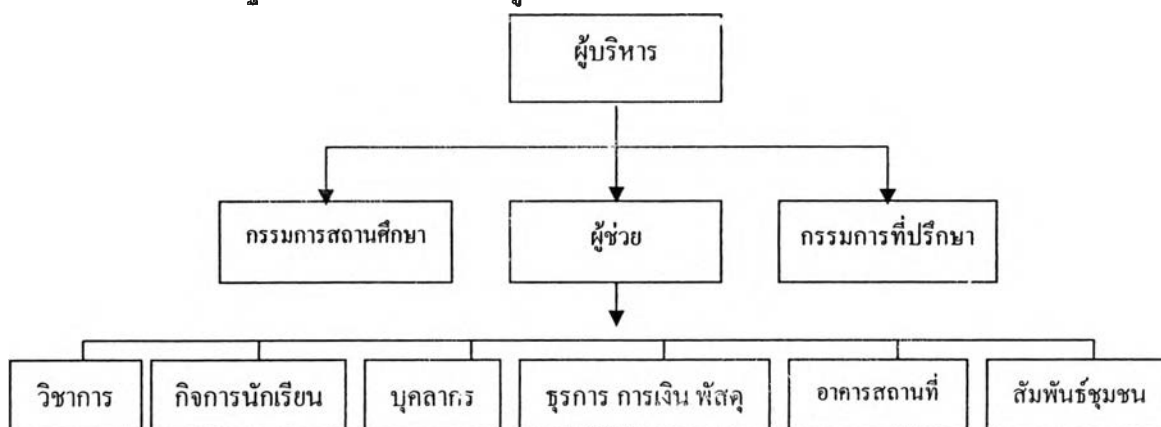 ผู้บริหาร
กรรมการสถานศึกษา ผู้ช่วย กรรมการที่ปรึกษา
วิชาการ กิจการนักเรียน บุคลากร ธุรการ การเงิน พัสดุ อาคารสถานที่ สัมพันธ์ชุมชน